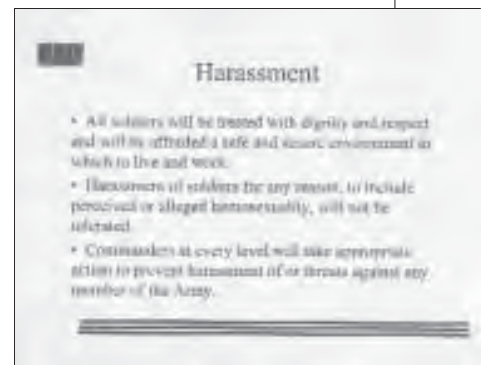 Harassment
• All soldiers will be treated with dignity and respect
and will be afforded a safe and secure environment in
which to live and work.
• Harassment of soldiers for any reason, to include
perceived or alleged homosexuality, will not be
tolerated.
• Commanders at every level will take appropriate
action to prevent harassment of or threats against any
member of the Army.